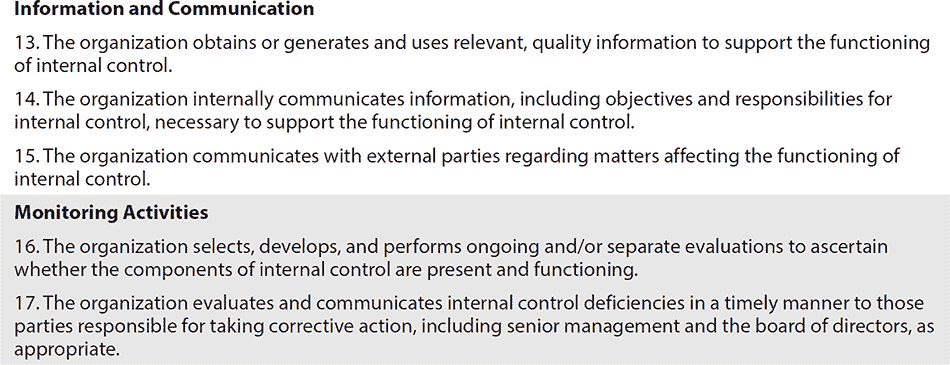 Information and Communication
13. The organization obtains or generates and uses relevant, quality information to support the functioning
of internal control.
14. The organization internally communicates information, including objectives and responsibilities for
internal control, necessary to support the functioning of internal control.
15. The organization communicates with external parties regarding matters affecting the functioning of
internal control.
Monitoring Activities
16. The organization selects, develops, and performs ongoing and/or separate evaluations to ascertain
whether the components of internal control are present and functioning.
17. The organization evaluates and communicates internal control deficiencies in a timely manner to those
parties responsible for taking corrective action, including senior management and the board of directors, as
appropriate.